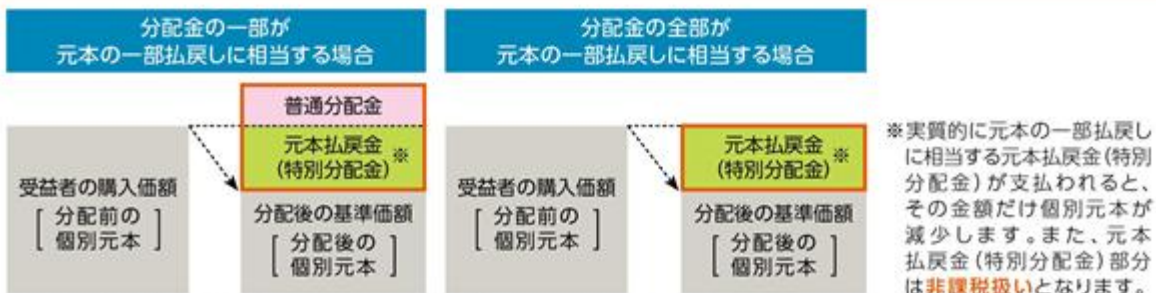 分配金の一部が
元本の一部払戻しに相当する場合
普通分配金
元本払戻金
(特別分配金)
※
受益者の購入価額
[分配前の
個別元本]
分配後の基準価額
[分配後の
個別元本]
分配金の全部が
元本の一部払戻しに相当する場合
元本払戻金
(特別分配金)
※
受益者の購入価額
[分配前の
個別元本]
分配後の基準価額
[分配後の
個別元本]
※実質的に元本の一部払戻し
に相当する元本払戻金(特別
分配金)が支払われると、
その金額だけ個別元本が
減少します。また、元本
払戻金(特別分配金)部分
は非課税扱いとなります。